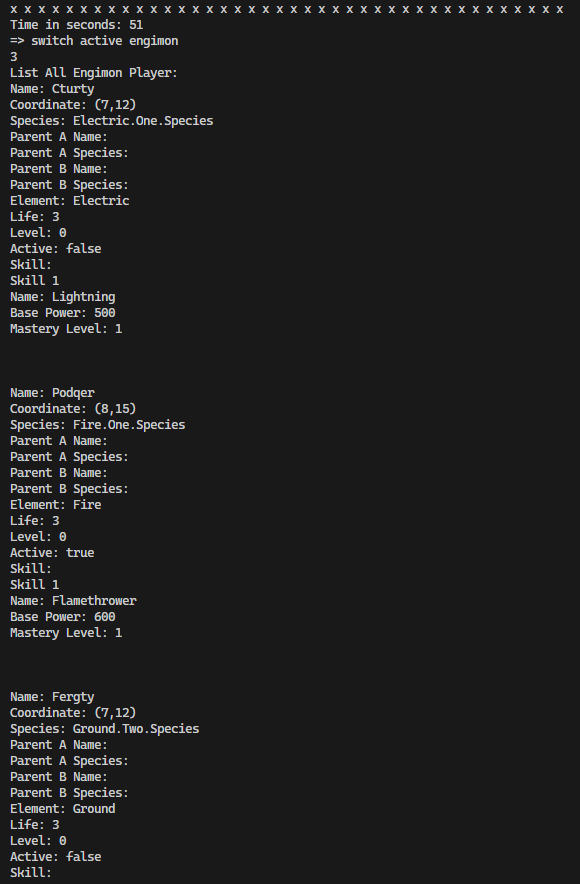 x x x x x x x x x x x x x x x x x x x x x x x x x x x x x x x x x x x x x x x x
Time in seconds: 51
=> switch active engimon
3
List All Engimon Player:
Name: Cturty
Coordinate: (7,12)
Species: Electric.One.Species
Parent A Name:
Parent A Species:
Parent B Name:
Parent B Species:
Element: Electric
Life: 3
Level: 0
Active: false
Skill:
Skill 1
Name: Lightning
Base Power: 500
Mastery Level: 1
Name: Podqer
Coordinate: (8,15)
Species: Fire.One.Species
Parent A Name:
Parent A Species:
Parent B Name:
Parent B Species:
Element: Fire
Life: 3
Level: 0
Active: true
Skill:
Skill 1
Name: Flamethrower
Base Power: 600
Mastery Level: 1
Name: Fergty
Coordinate: (7,12)
Species: Ground.Two.Species
Parent A Name:
Parent A Species:
Parent B Name:
Parent B Species:
Element: Ground
Life: 3
Level: 0
Active: false
Skill: